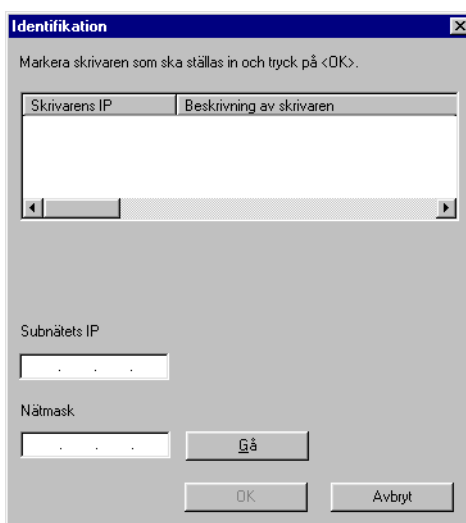 Identifikation
Markera skrivaren som ska ställas in och tryck på <OK>.
Skrivarens IP Beskrivning av skrivaren
Subnätets IP
. . .
Nätmask
. . .
Gå
OK Avbryt